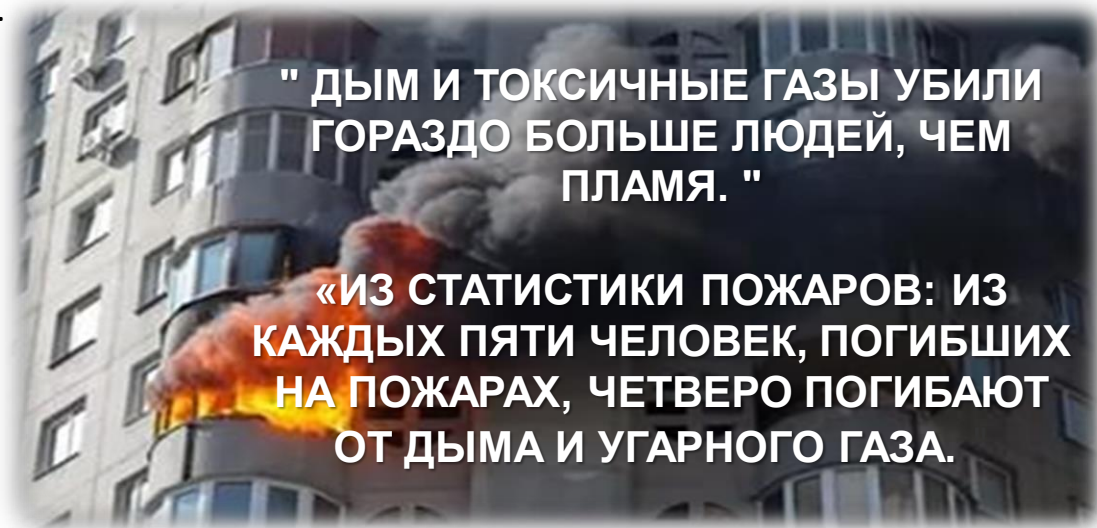 " ДЫМ И ТОКСИЧНЫЕ ГАЗЫ УБИЛИ
ГОРАЗДО БОЛЬШЕ ЛЮДЕЙ, ЧЕМ
ПЛАМЯ. "
«ИЗ СТАТИСТИКИ ПОЖАРОВ: ИЗ
КАЖДЫХ ПЯТИ ЧЕЛОВЕК, ПОГИБШИХ
НА ПОЖАРАХ, ЧЕТВЕРО ПОГИБАЮТ
ОТ ДЫМА И УГАРНОГО ГАЗА.